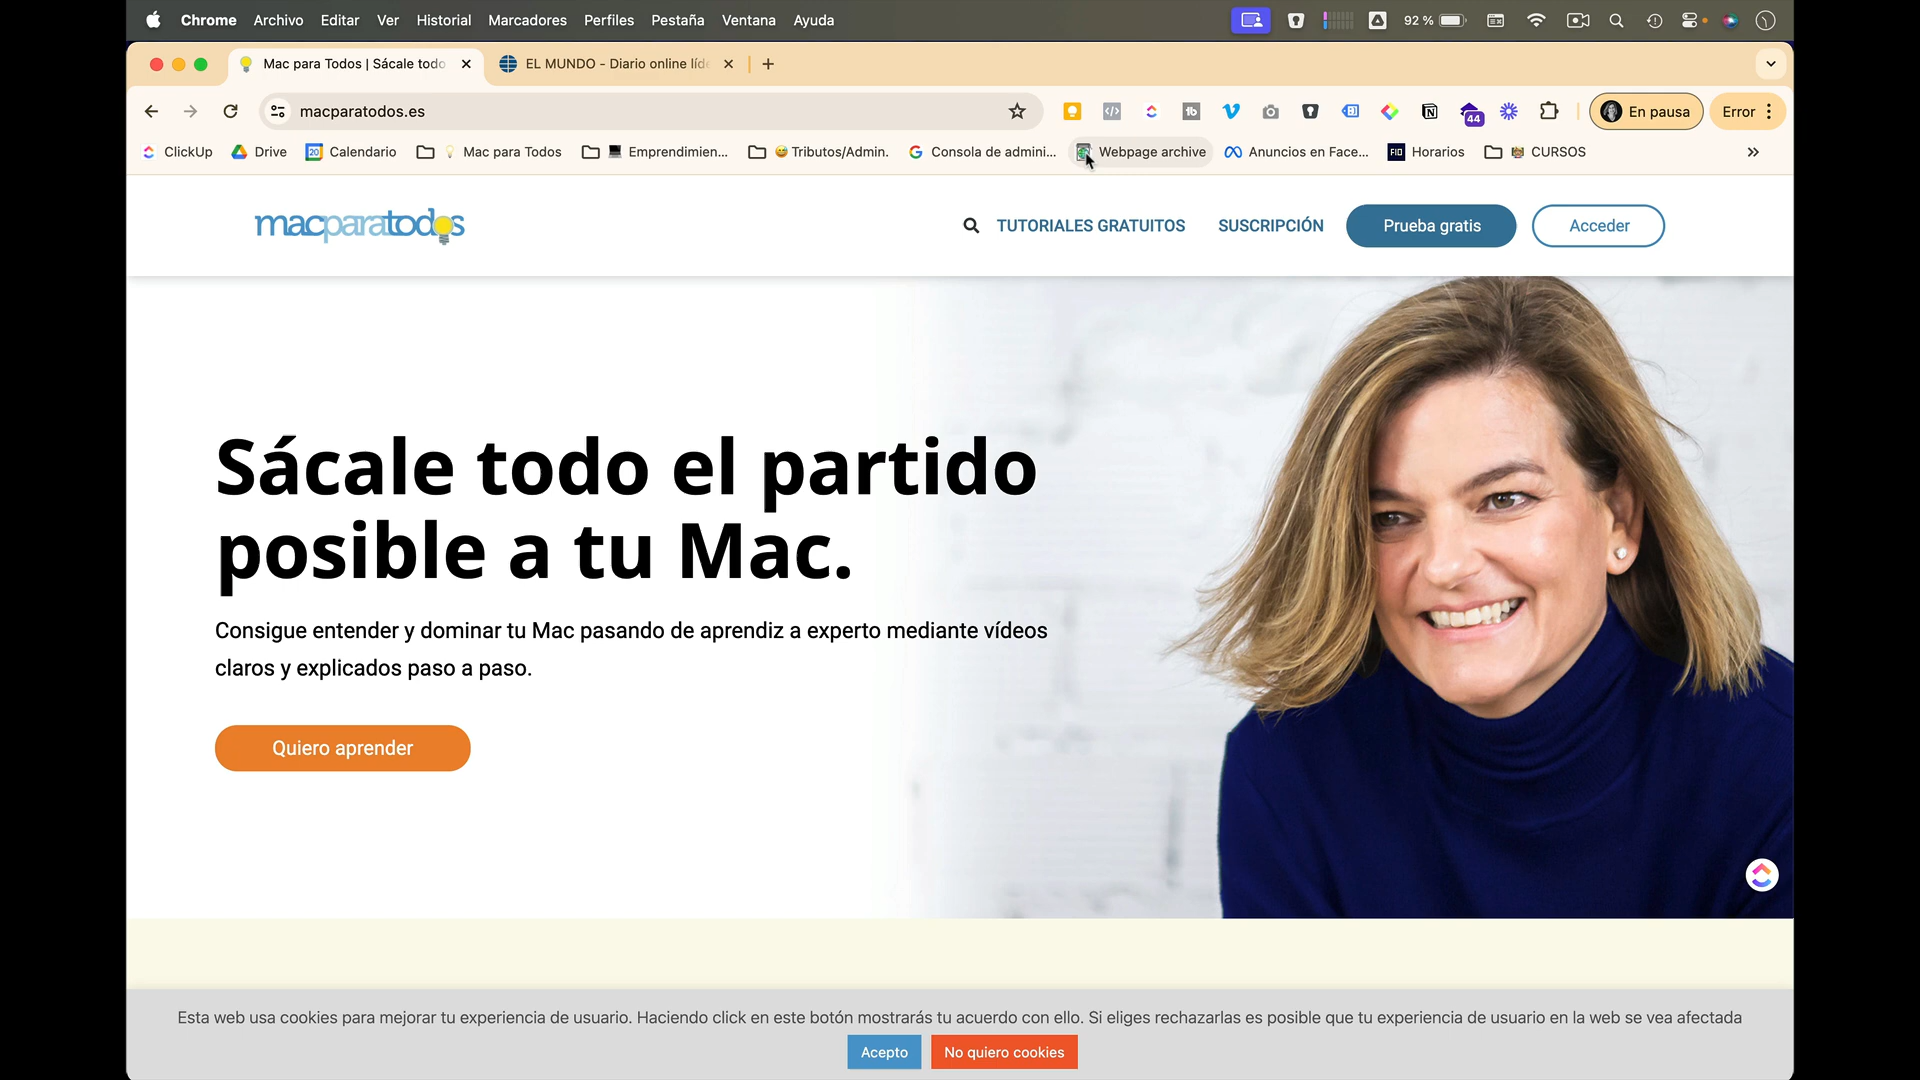 Chrome Archivo Editar Ver Historial Marcadores Perfiles Pestaña Ventana Ayuda 92 %
Mac para Todos | Sácale todo EL MUNDO - Diario online líd
macparatodos.es 44 En pausa Error
ClickUp Drive 20 Calendario Mac para Todos Emprendimien... Tributos/Admin. Consola de admini... Webpage archive Anuncios en Face... FIO Horarios CURSOS
macparatodos TUTORIALES GRATUITOS SUSCRIPCIÓN Prueba gratis Acceder
Sácale todo el partido
posible a tu Mac.
Consigue entender y dominar tu Mac pasando de aprendiz a experto mediante vídeos
claros y explicados paso a paso.
Quiero aprender
Esta web usa cookies para mejorar tu experiencia de usuario. Haciendo click en este botón mostrarás tu acuerdo con ello. Si eliges rechazarlas es posible que tu experiencia de usuario en la web se vea afectada
Acepto No quiero cookies